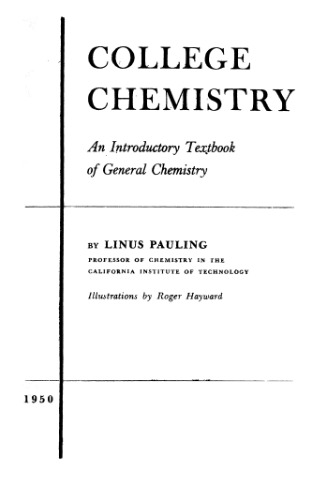 COLLEGE
CHEMISTRY
An Introductory Textbook
of General Chemistry
BY LINUS PAULING
PROFESSOR OF CHEMISTRY IN THE
CALIFORNIA INSTITUTE OF TECHNOLOGY
Illustrations by Roger Hayward
1950